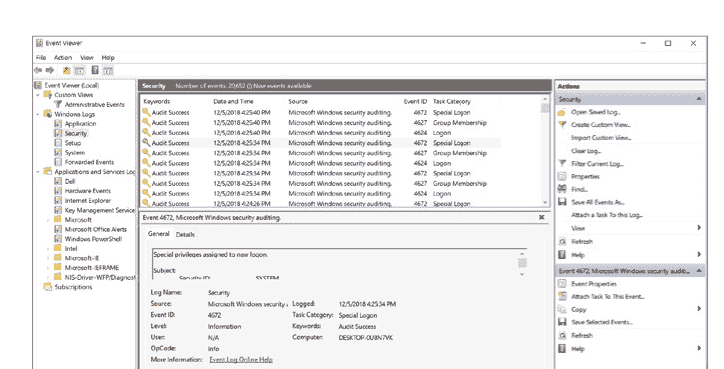 Event Viewer
File Action View Help
Event Viewer (Local)
Custom Views
Administrative Events
Windows Logs
Application
Security
Setup
System
Forwarded Events
Applications and Services Log
Dell
Hardware Events
Internet Explorer
Key Management Service
Microsoft
Microsoft Office Alerts
Windows PowerShell
Intel
Microsoft-IE
Microsoft-IEFRAME
NIS-Driver-WFP/Diagnost
Subscriptions
Security Number of events: 20,652 (!) New events available
Keywords Date and Time Source Event ID Task Category
Audit Success 12/5/2018 4:25:40 PM Microsoft Windows security auditing. 4672 Special Logon
Audit Success 12/5/2018 4:25:40 PM Microsoft Windows security auditing. 4627 Group Membership
Audit Success 12/5/2018 4:25:40 PM Microsoft Windows security auditing. 4624 Logon
Audit Success 12/5/2018 4:25:34 PM Microsoft Windows security auditing. 4672 Special Logon
Audit Success 12/5/2018 4:25:34 PM Microsoft Windows security auditing. 4627 Group Membership
Audit Success 12/5/2018 4:25:34 PM Microsoft Windows security auditing. 4624 Logon
Audit Success 12/5/2018 4:25:34 PM Microsoft Windows security auditing. 4672 Special Logon
Audit Success 12/5/2018 4:25:34 PM Microsoft Windows security auditing. 4627 Group Membership
Audit Success 12/5/2018 4:25:34 PM Microsoft Windows security auditing. 4624 Logon
Audit Success 12/5/2018 4:24:26 PM Microsoft Windows security auditing. 4672 Special Logon
Event 4672, Microsoft Windows security auditing.
General Details
Special privileges assigned to new logon.
Subject:
Security ID: SYSTEM
Log Name: Security
Source: Microsoft Windows security Logged: 12/5/2018 4:25:34 PM
Event ID: 4672 Task Category: Special Logon
Level: Information Keywords: Audit Success
User: N/A Computer:
OpCode: Info
More Information: Event Log Online Help
Actions
Security
Open Saved Log...
Create Custom View...
Import Custom View...
Clear Log...
Filter Current Log...
Properties
Find...
Save All Events As...
Attach a Task To this Log...
View
Refresh
Help
Event 4672, Microsoft Windows security audit...
Event Properties
Attach Task To This Event...
Copy
Save Selected Events...
Refresh
Help